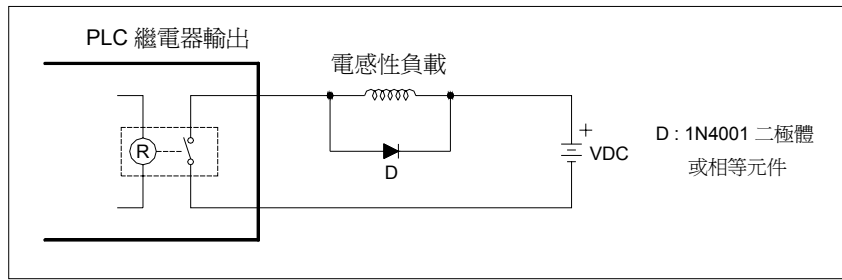 PLC 繼電器輸出
電感性負載
R
D
+
VDC
D : 1N4001 二極體
或相等元件